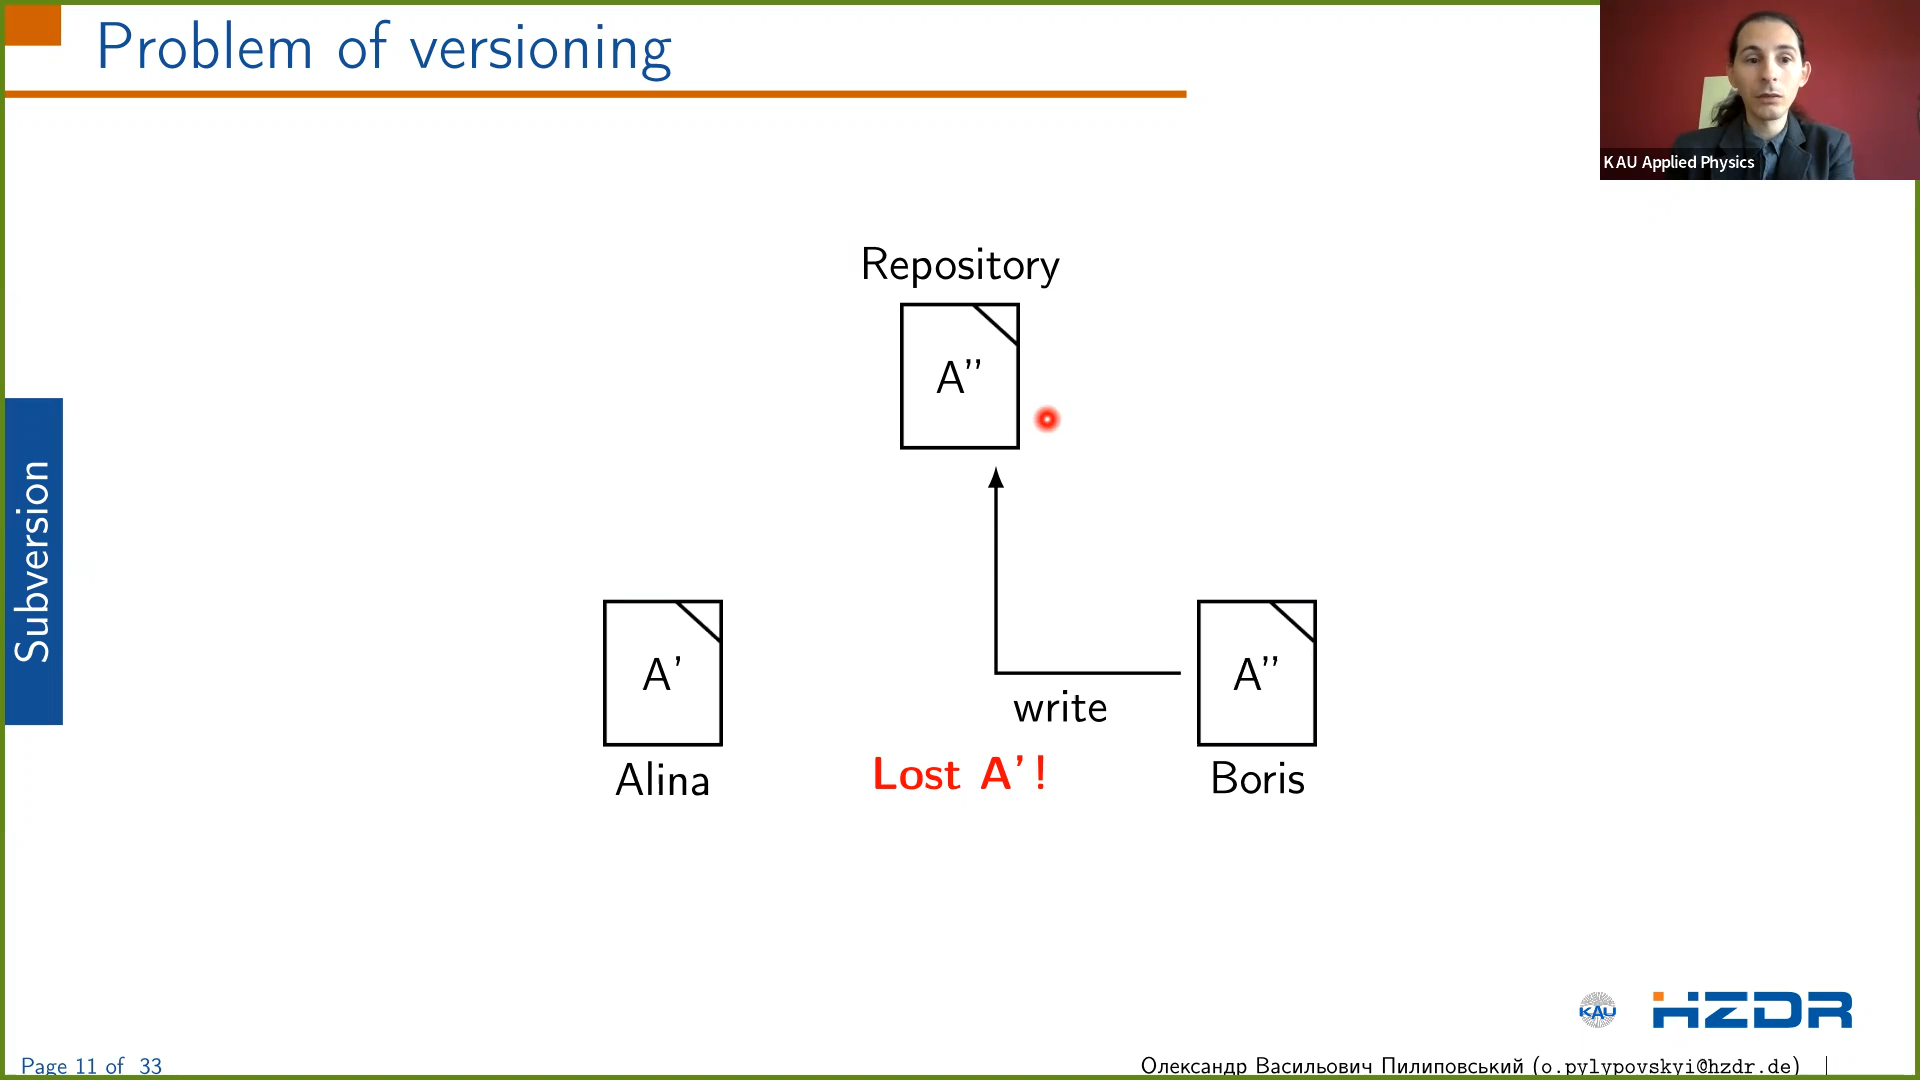 Problem of versioning
KAU Applied Physics
Repository
A’’
Subversion
A’
A’’
write
Alina
Lost A’!
Boris
KAU
HZDR
Page 11 of 33
Олександр Васильович Пилиповський (o.pylypovskyi@hzdr.de)